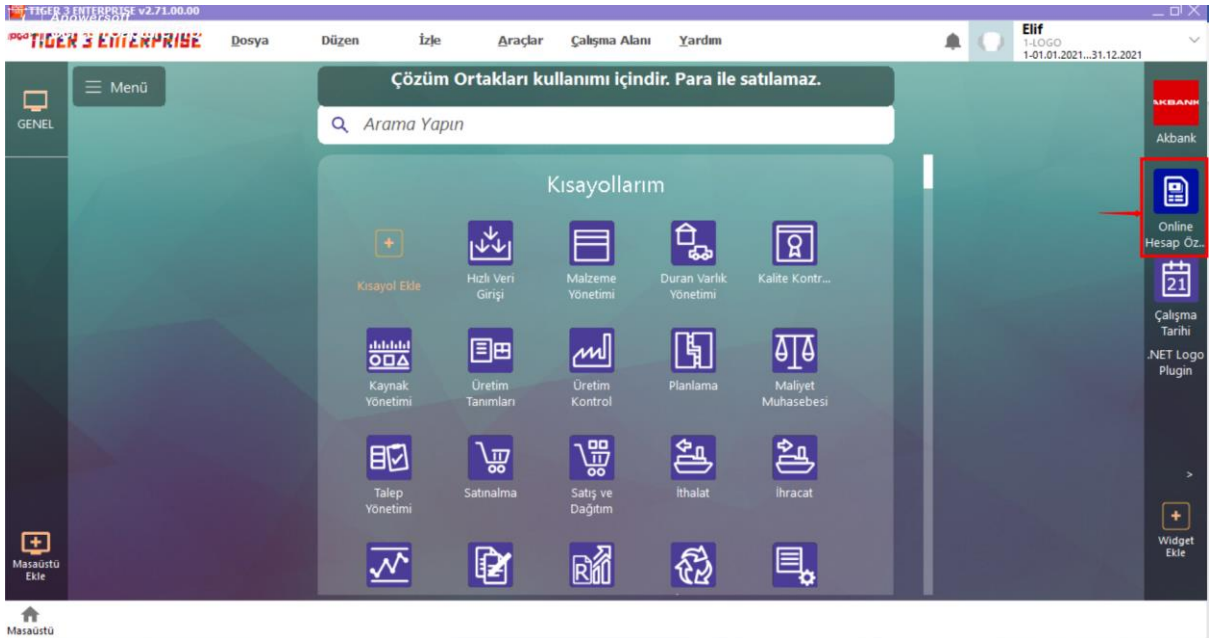 TIGER 3 ENTERPRISE v2.71.00.00
TIGER 3 ENTERPRISE
Dosya
Düzen
İzle
Araçlar
Çalışma Alanı
Yardım
Elif
1-LOGO
1-01.01.2021...31.12.2021
GENEL
Menü
Çözüm Ortakları kullanımı içindir. Para ile satılamaz.
Arama Yapın
Kısayollarım
Kısayol Ekle
Hızlı Veri
Girişi
Malzeme
Yönetimi
Duran Varlık
Yönetimi
Kalite Kontr...
Kaynak
Yönetimi
Üretim
Tanımları
Üretim
Kontrol
Planlama
Maliyet
Muhasebesi
Talep
Yönetimi
Satınalma
Satış ve
Dağıtım
İthalat
İhracat
AKBANK
Akbank
Online
Hesap Öz..
21
Çalışma
Tarihi
.NET Logo
Plugin
>
Widget
Ekle
Masaüstü
Ekle
Masaüstü